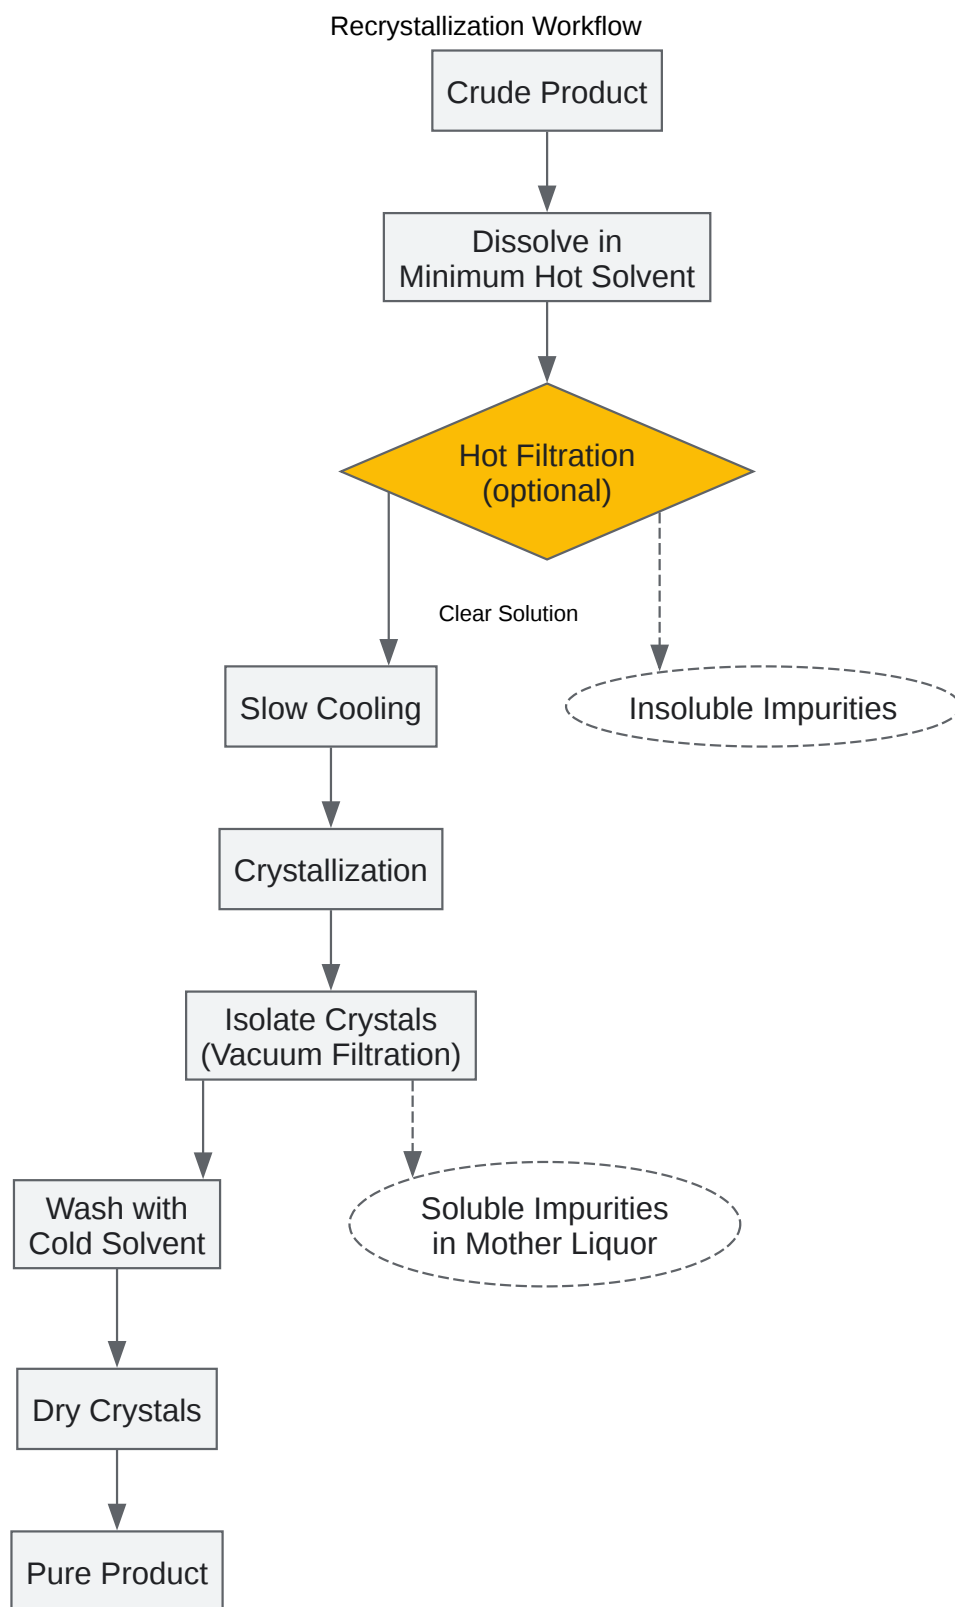 Recrystallization Workflow
Crude Product
Dissolve in
Minimum Hot Solvent
Hot Filtration
(optional)
Clear Solution
Slow Cooling
Insoluble Impurities
Crystallization
Isolate Crystals
(Vacuum Filtration)
Wash with
Cold Solvent
Soluble Impurities
in Mother Liquor
Dry Crystals
Pure Product